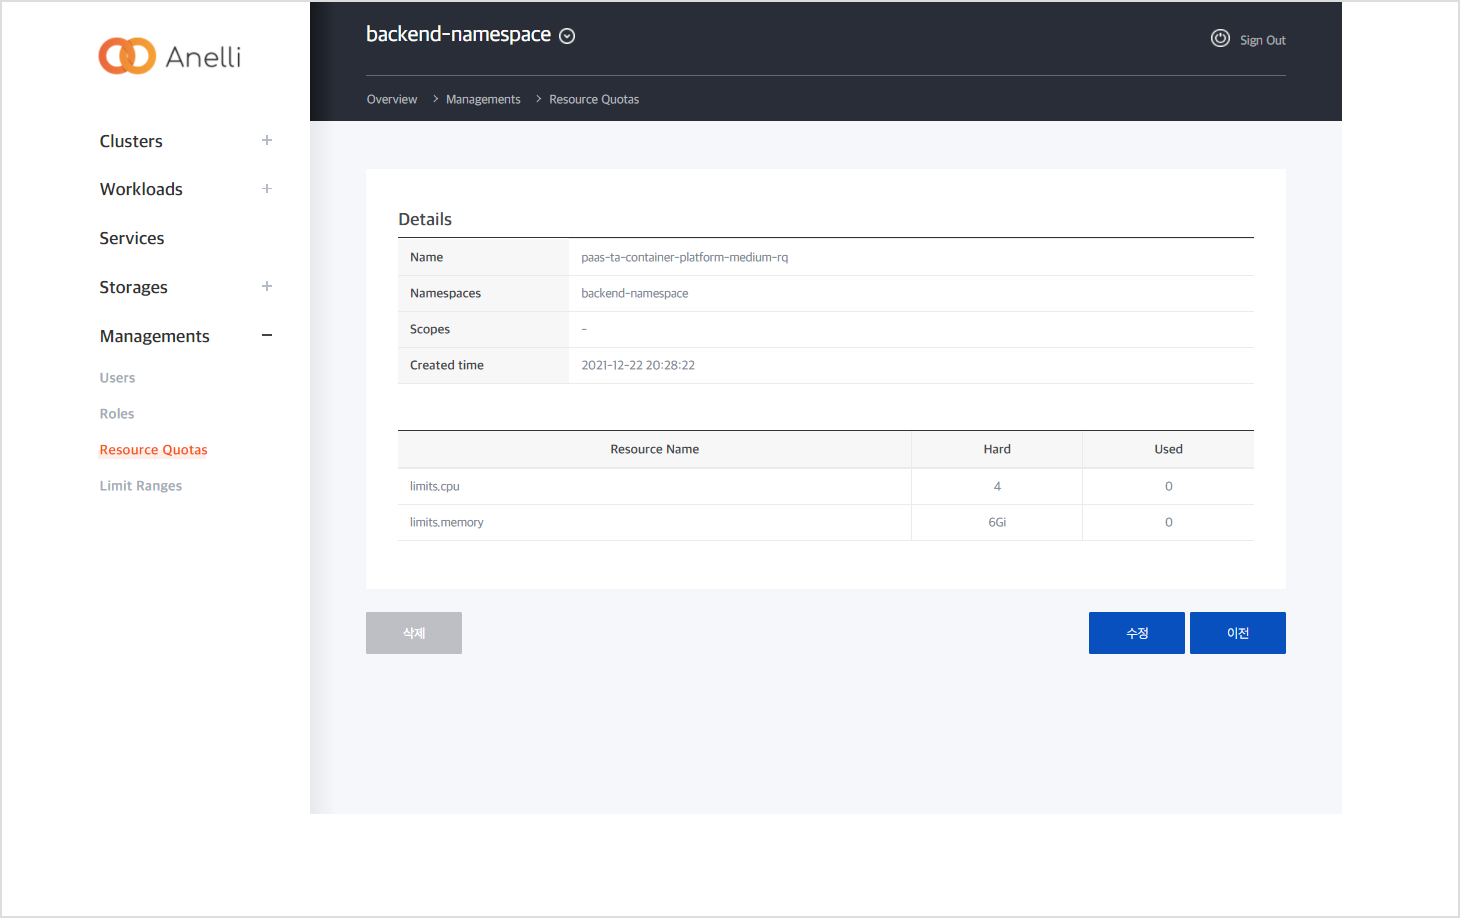 Anelli
backend-namespace
Sign Out
Overview > Managements > Resource Quotas
Clusters
Workloads
Services
Storages
Managements
Users
Roles
Resource Quotas
Limit Ranges
Details
Name paas-ta-container-platform-medium-rq
Namespaces backend-namespace
Scopes -
Created time 2021-12-22 20:28:22
Resource Name Hard Used
limits.cpu 4 0
limits.memory 6Gi 0
삭제 수정 이전